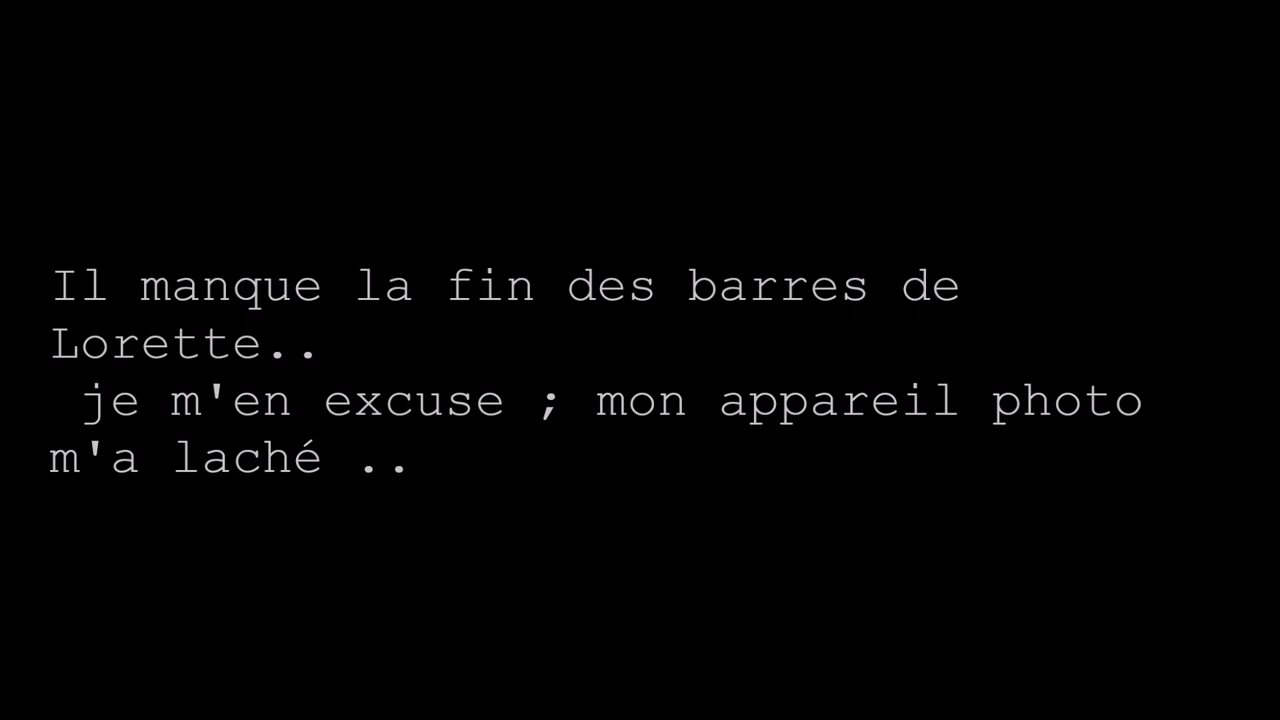 Il manque la fin des barres de
Lorette..
je m'en excuse ; mon appareil photo
m'a laché ..